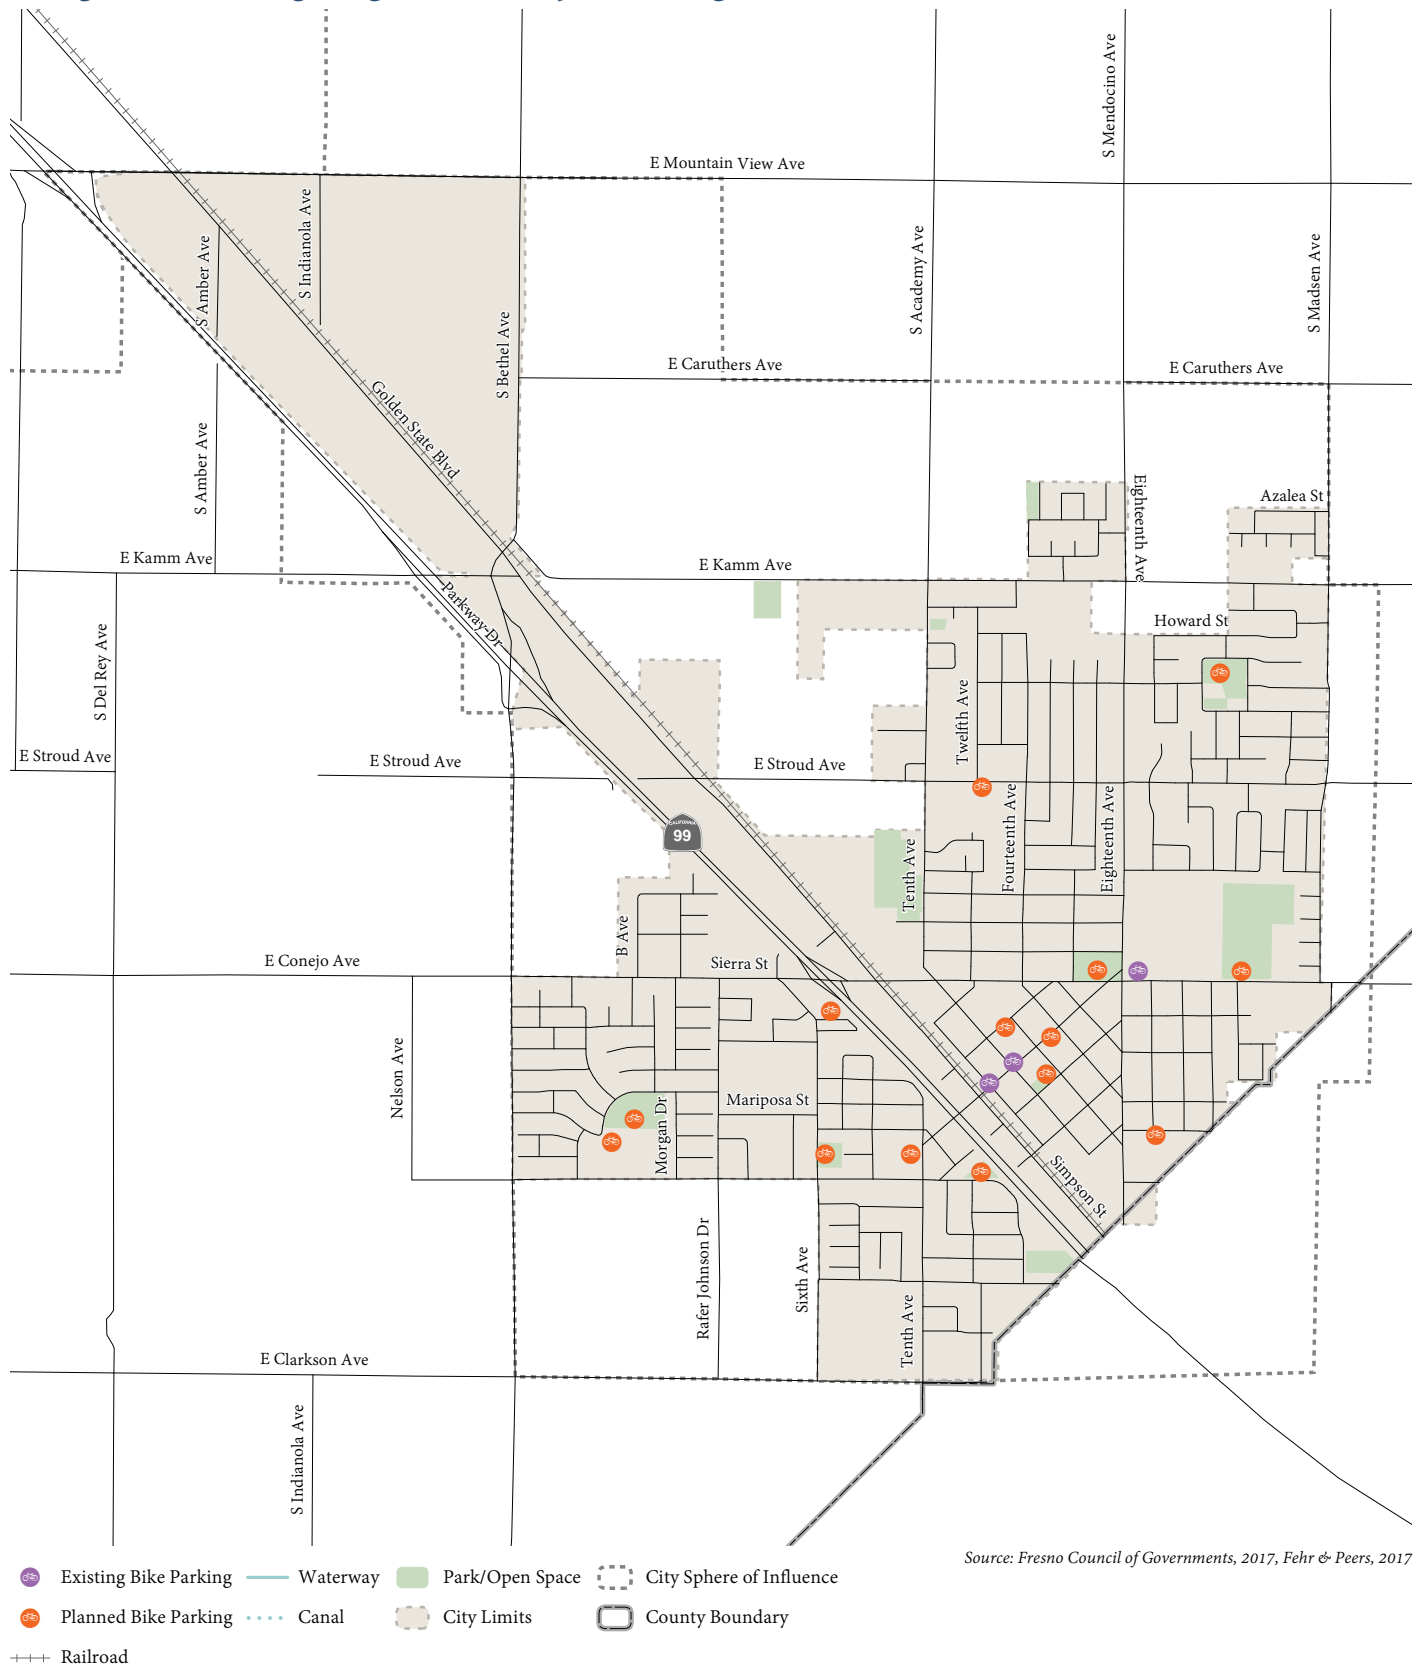 S Mendocino Ave
E Mountain View Ave
S Indianola Ave
S Amber Ave
S Academy Ave
S Madsen Ave
S Bethel Ave
E Caruthers Ave
E Caruthers Ave
Golden State Blvd
S Amber Ave
Eighteenth Ave
Azalea St
E Kamm Ave
E Kamm Ave
Parkway Dr
Howard St
S Del Rey Ave
Twelfth Ave
E Stroud Ave
E Stroud Ave
E Stroud Ave
CALIFORNIA
99
Fourteenth Ave
Eighteenth Ave
Tenth Ave
B Ave
E Conejo Ave
Sierra St
Nelson Ave
Mariposa St
Morgan Dr
Simpson St
Rafer Johnson Dr
Sixth Ave
Tenth Ave
E Clarkson Ave
S Indianola Ave
Source: Fresno Council of Governments, 2017, Fehr & Peers, 2017
Existing Bike Parking
Waterway
Park/Open Space
City Sphere of Influence
Planned Bike Parking
Canal
City Limits
County Boundary
Railroad